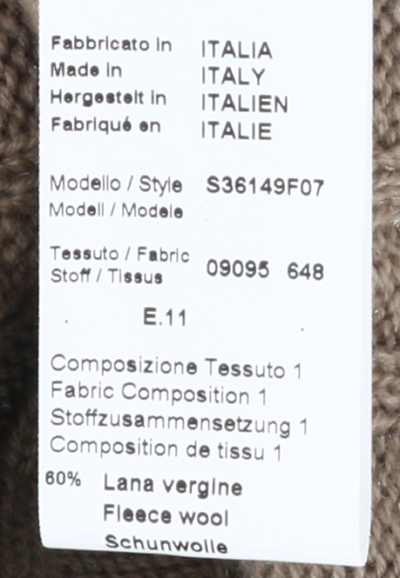 Fabbricato in ITALIA
Made in ITALY
Hergestelt in ITALIEN
Fabriqué en ITALIE
Modello / Style S36149F07
Modell / Modele
Tessuto / Fabric 09095 648
Stoff / Tissus
E.11
Composizione Tessuto 1
Fabric Composition 1
Stoffzusammensetzung 1
Composition de tissu 1
60% Lana vergine
Fleece wool
Schunwolle